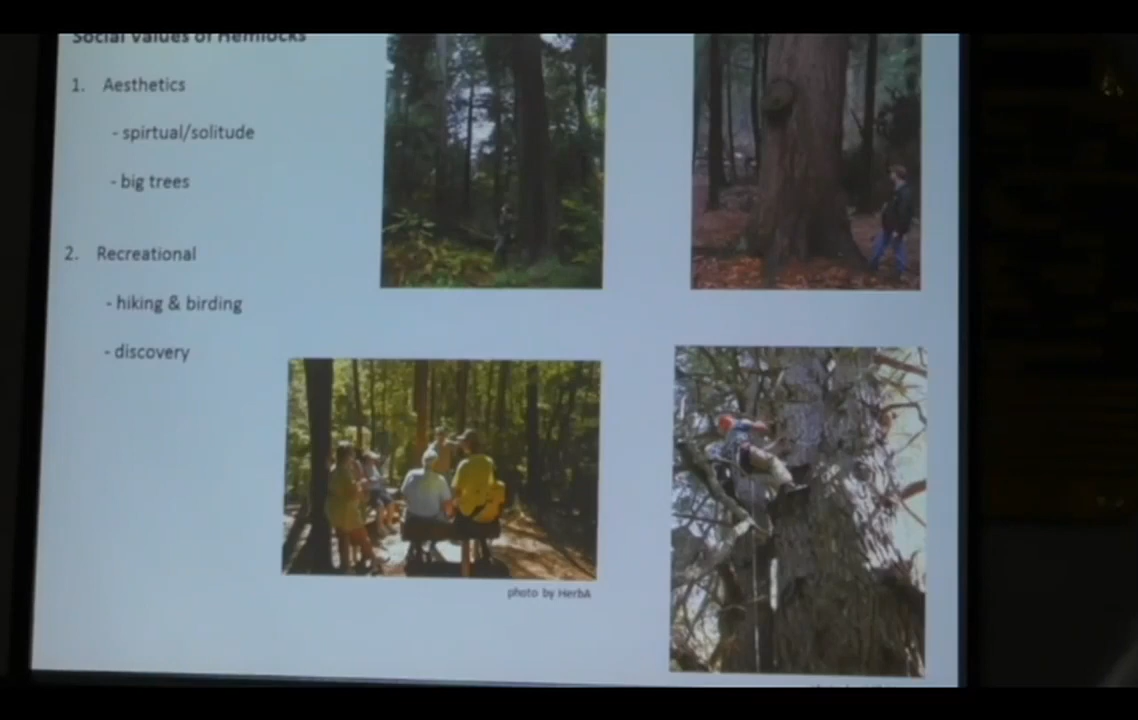 Social Values of Hemlocks
1. Aesthetics
- spirtual/solitude
- big trees
2. Recreational
- hiking & birding
- discovery
photo by HerbA